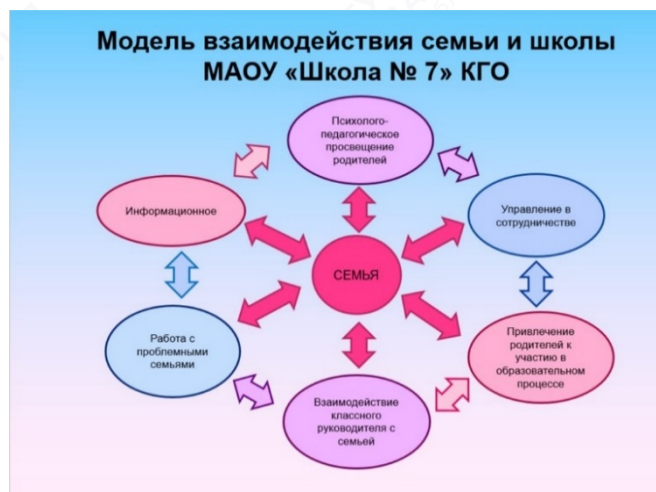 Модель взаимодействия семьи и школы
МАОУ «Школа № 7» КГО
Психолого-
педагогическое
просвещение
родителей
Информационное
Управление в
сотрудничестве
СЕМЬЯ
Работа с
проблемными
семьями
Привлечение
родителей к
участию в
образовательном
процессе
Взаимодействие
классного
руководителя с
семьей